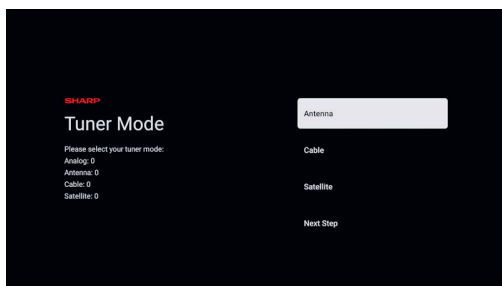 SHARP
Tuner Mode
Please select your tuner mode:
Analog: 0
Antenna: 0
Cable: 0
Satellite: 0
Antenna
Cable
Satellite
Next Step